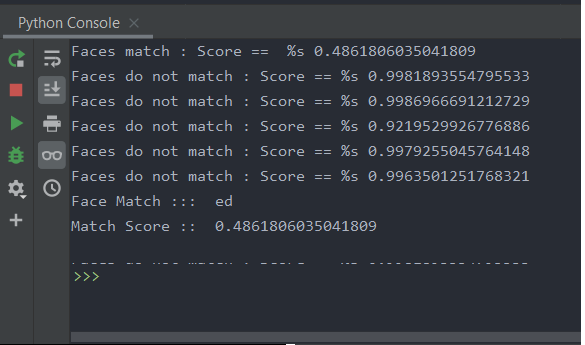 Python Console
Faces match : Score ==  %s 0.4861806035041809
Faces do not match : Score == %s 0.9981893554795533
Faces do not match : Score == %s 0.9986966691212729
Faces do not match : Score == %s 0.9219529926776886
Faces do not match : Score == %s 0.9979255045764148
Faces do not match : Score == %s 0.9963501251768321
Face Match :::  ed
Match Score ::  0.4861806035041809
>>>